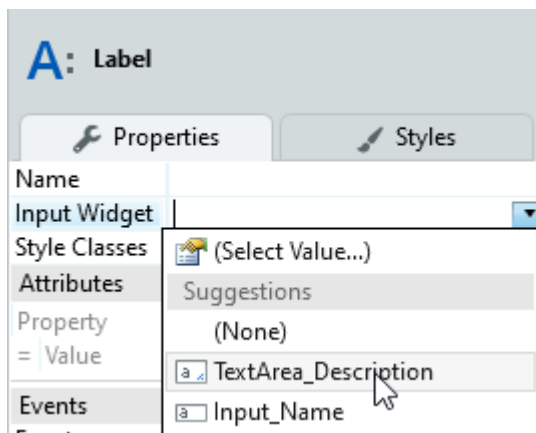 A: Label
Properties
Styles
Name
Input Widget
Style Classes
(Select Value...)
Attributes
Suggestions
Property
(None)
= Value
a TextArea_Description
Events
a Input_Name